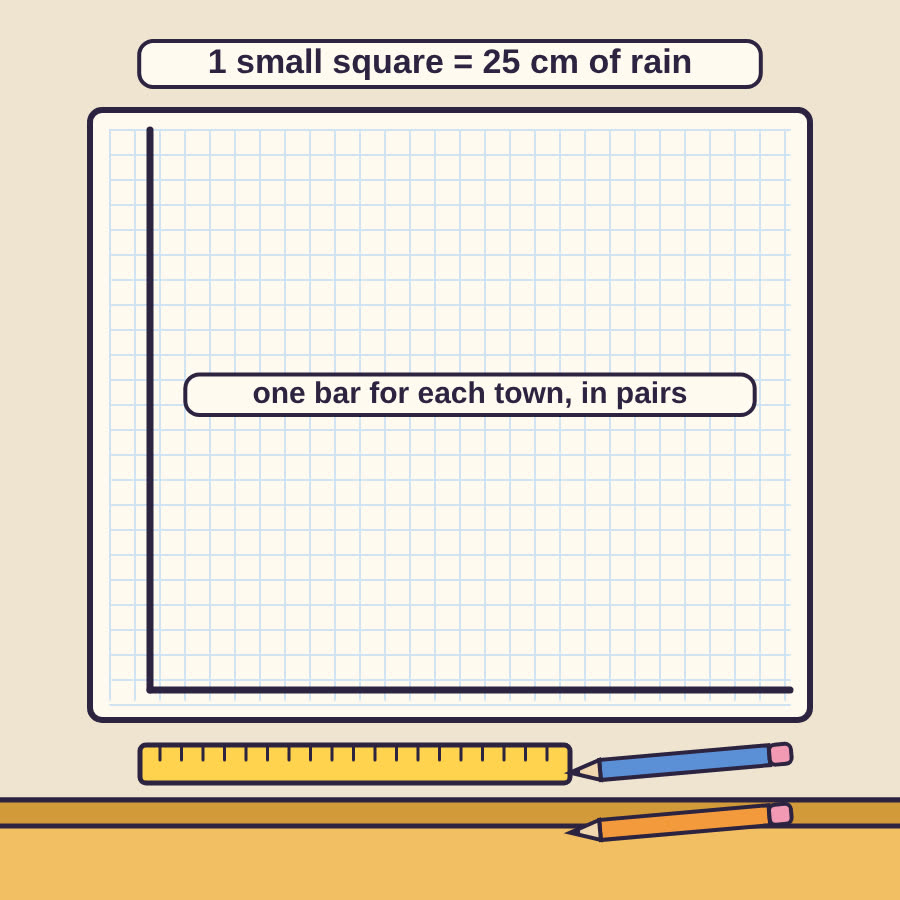 1 small square = 25 cm of rain
one bar for each town, in pairs